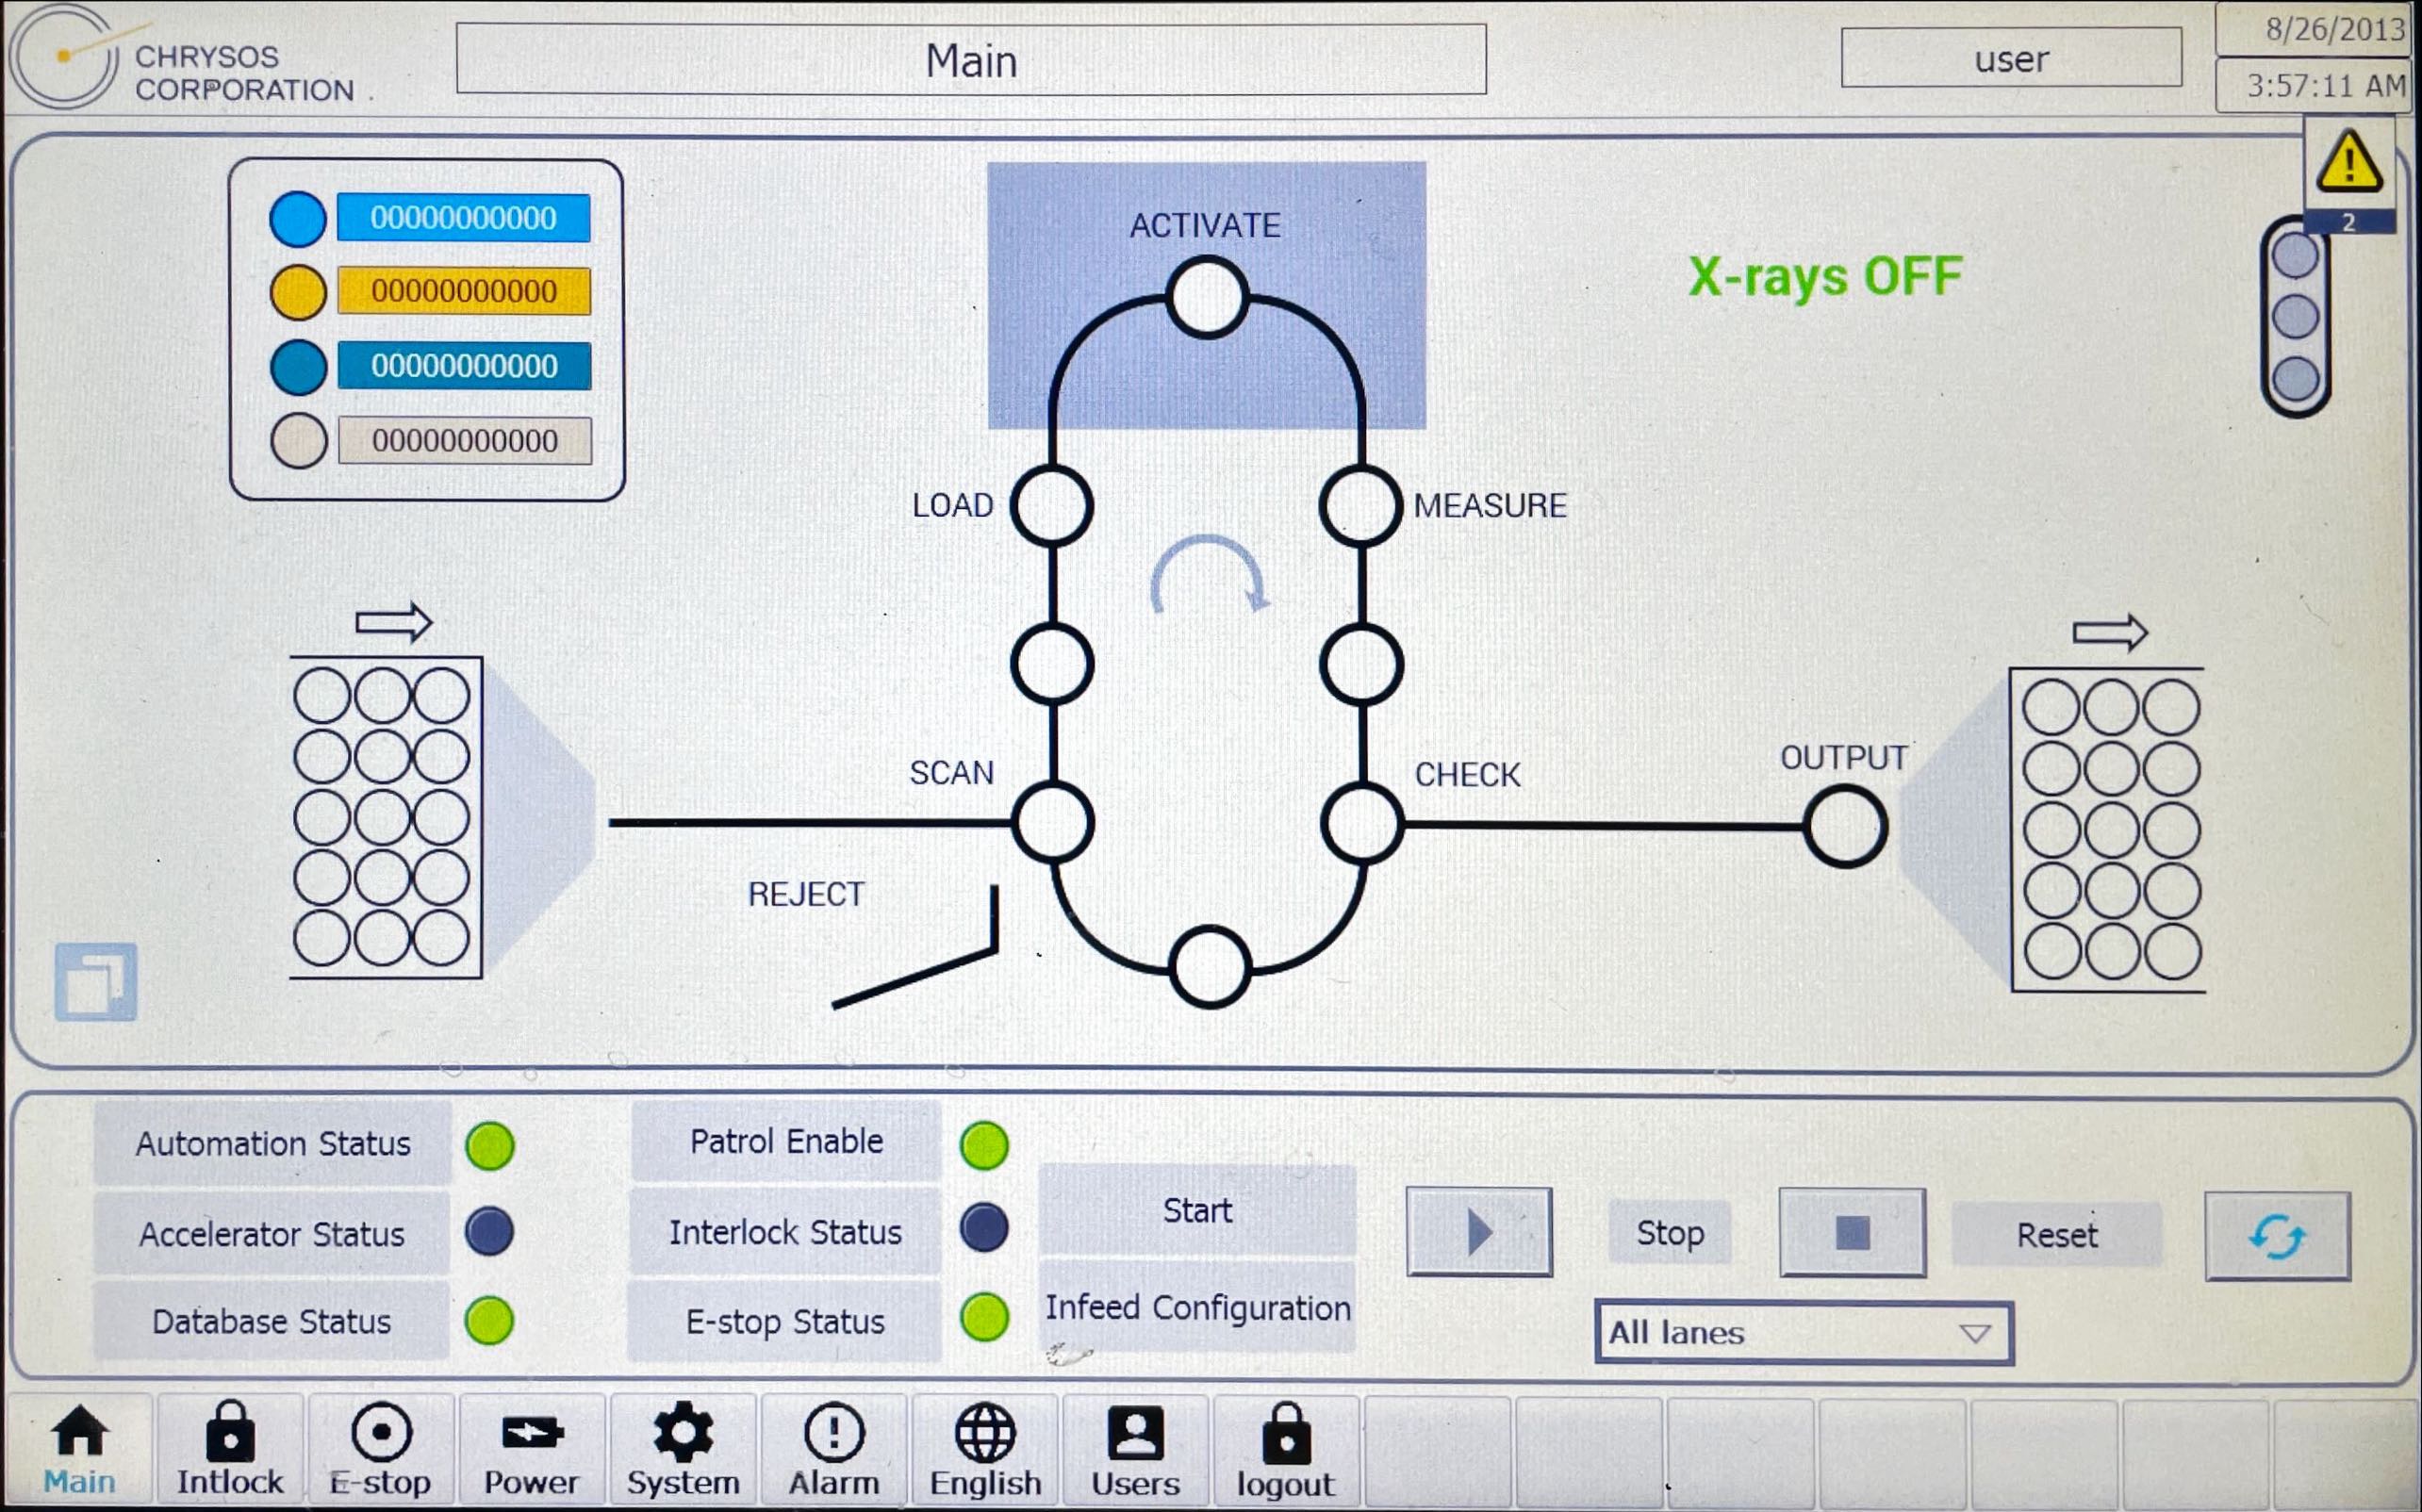 CHRYSOS
CORPORATION
Main
user
8/26/2013
3:57:11 AM
2
00000000000
00000000000
00000000000
00000000000
ACTIVATE
X-rays OFF
LOAD
MEASURE
SCAN
CHECK
OUTPUT
REJECT
Automation Status
Patrol Enable
Accelerator Status
Interlock Status
Start
Stop
Reset
Database Status
E-stop Status
Infeed Configuration
All lanes
Main
Intlock
E-stop
Power
System
Alarm
English
Users
logout